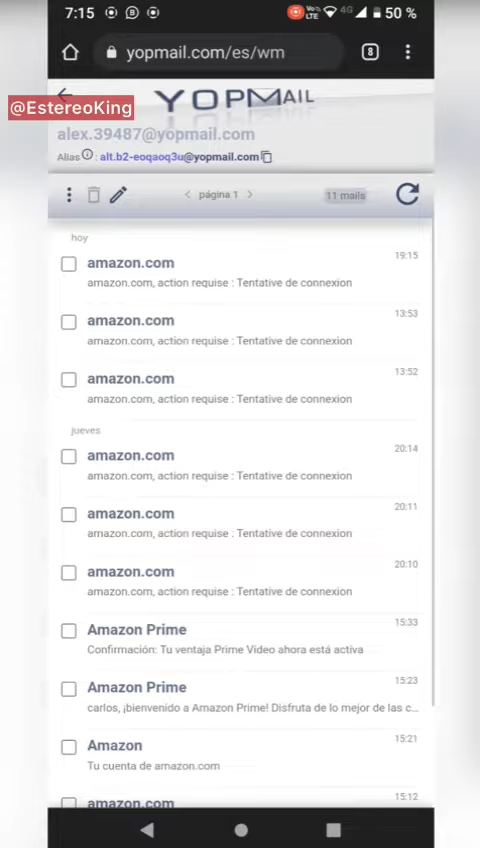 7:15
Vo LTE 4G 50 %
yopmail.com/es/wm
8
@EstereoKing
YOPMAIL
alex.39487@yopmail.com
Alias : alt.b2-eoqaoq3u@yopmail.com
página 1
11 mails
hoy
amazon.com 19:15
amazon.com, action requise : Tentative de connexion
amazon.com 13:53
amazon.com, action requise : Tentative de connexion
amazon.com 13:52
amazon.com, action requise : Tentative de connexion
jueves
amazon.com 20:14
amazon.com, action requise : Tentative de connexion
amazon.com 20:11
amazon.com, action requise : Tentative de connexion
amazon.com 20:10
amazon.com, action requise : Tentative de connexion
Amazon Prime 15:33
Confirmación: Tu ventaja Prime Video ahora está activa
Amazon Prime 15:23
carlos, ¡bienvenido a Amazon Prime! Disfruta de lo mejor de las c...
Amazon 15:21
Tu cuenta de amazon.com
amazon.com 15:12